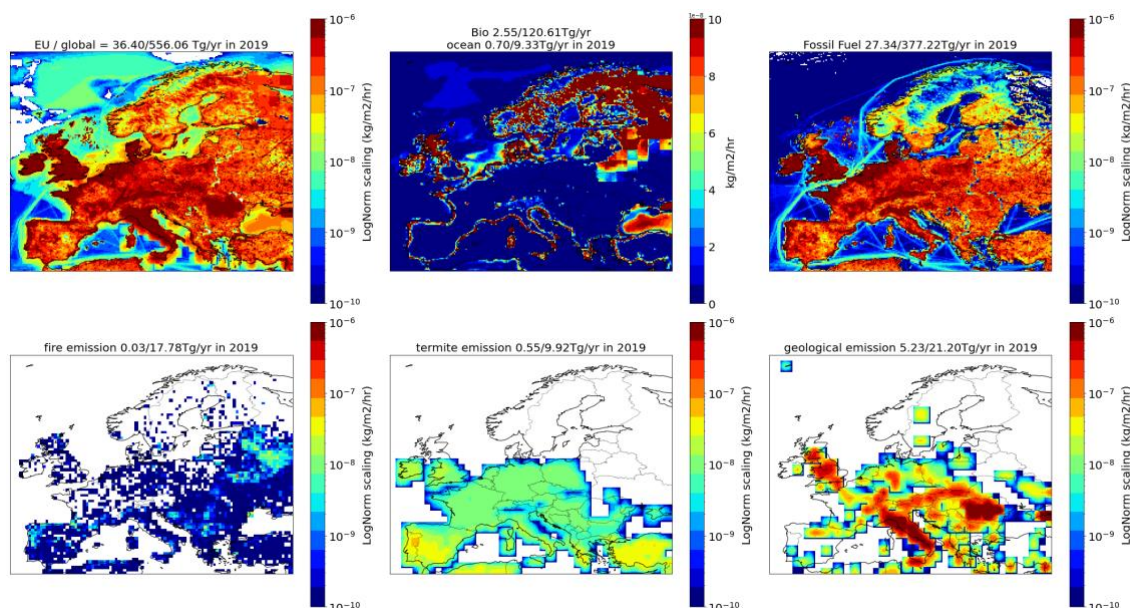 EU / global = 36.40/556.06 Tg/yr in 2019
10^-6
10^-7
10^-8
10^-9
10^-10
LogNorm scaling (kg/m2/hr)
Bio 2.55/120.61Tg/yr
ocean 0.70/9.33Tg/yr in 2019
1e-8
10
8
6
4
2
0
kg/m2/hr
Fossil Fuel 27.34/377.22Tg/yr in 2019
10^-6
10^-7
10^-8
10^-9
10^-10
LogNorm scaling (kg/m2/hr)
fire emission 0.03/17.78Tg/yr in 2019
10^-6
10^-7
10^-8
10^-9
10^-10
LogNorm scaling (kg/m2/hr)
termite emission 0.55/9.92Tg/yr in 2019
10^-6
10^-7
10^-8
10^-9
10^-10
LogNorm scaling (kg/m2/hr)
geological emission 5.23/21.20Tg/yr in 2019
10^-6
10^-7
10^-8
10^-9
10^-10
LogNorm scaling (kg/m2/hr)